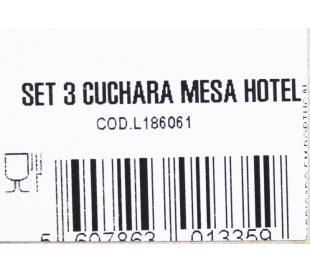 SET 3 CUCHARA MESA HOTEL
COD.L186061
5 607863 013359